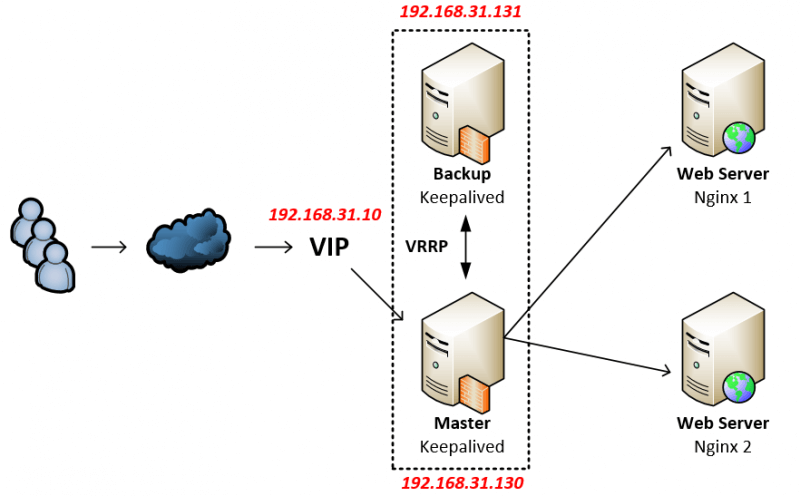 192.168.31.131
Backup
Keepalived
Web Server
Nginx 1
192.168.31.10
VIP
VRRP
Master
Keepalived
Web Server
Nginx 2
192.168.31.130